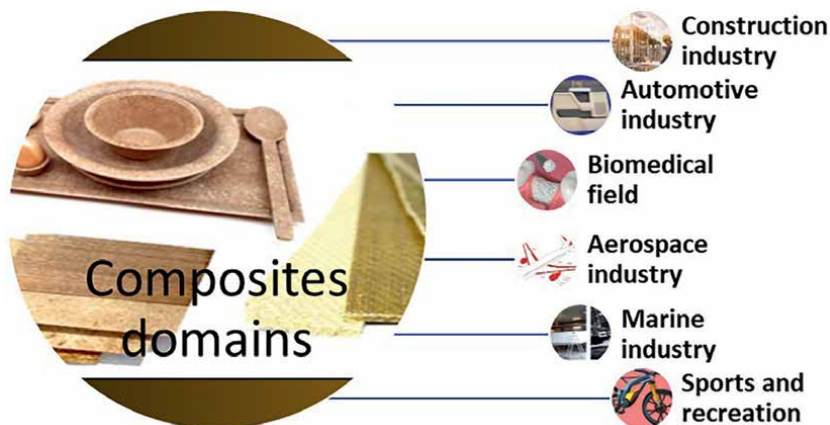 Composites
domains
Construction
industry
Automotive
industry
Biomedical
field
Aerospace
industry
Marine
industry
Sports and
recreation